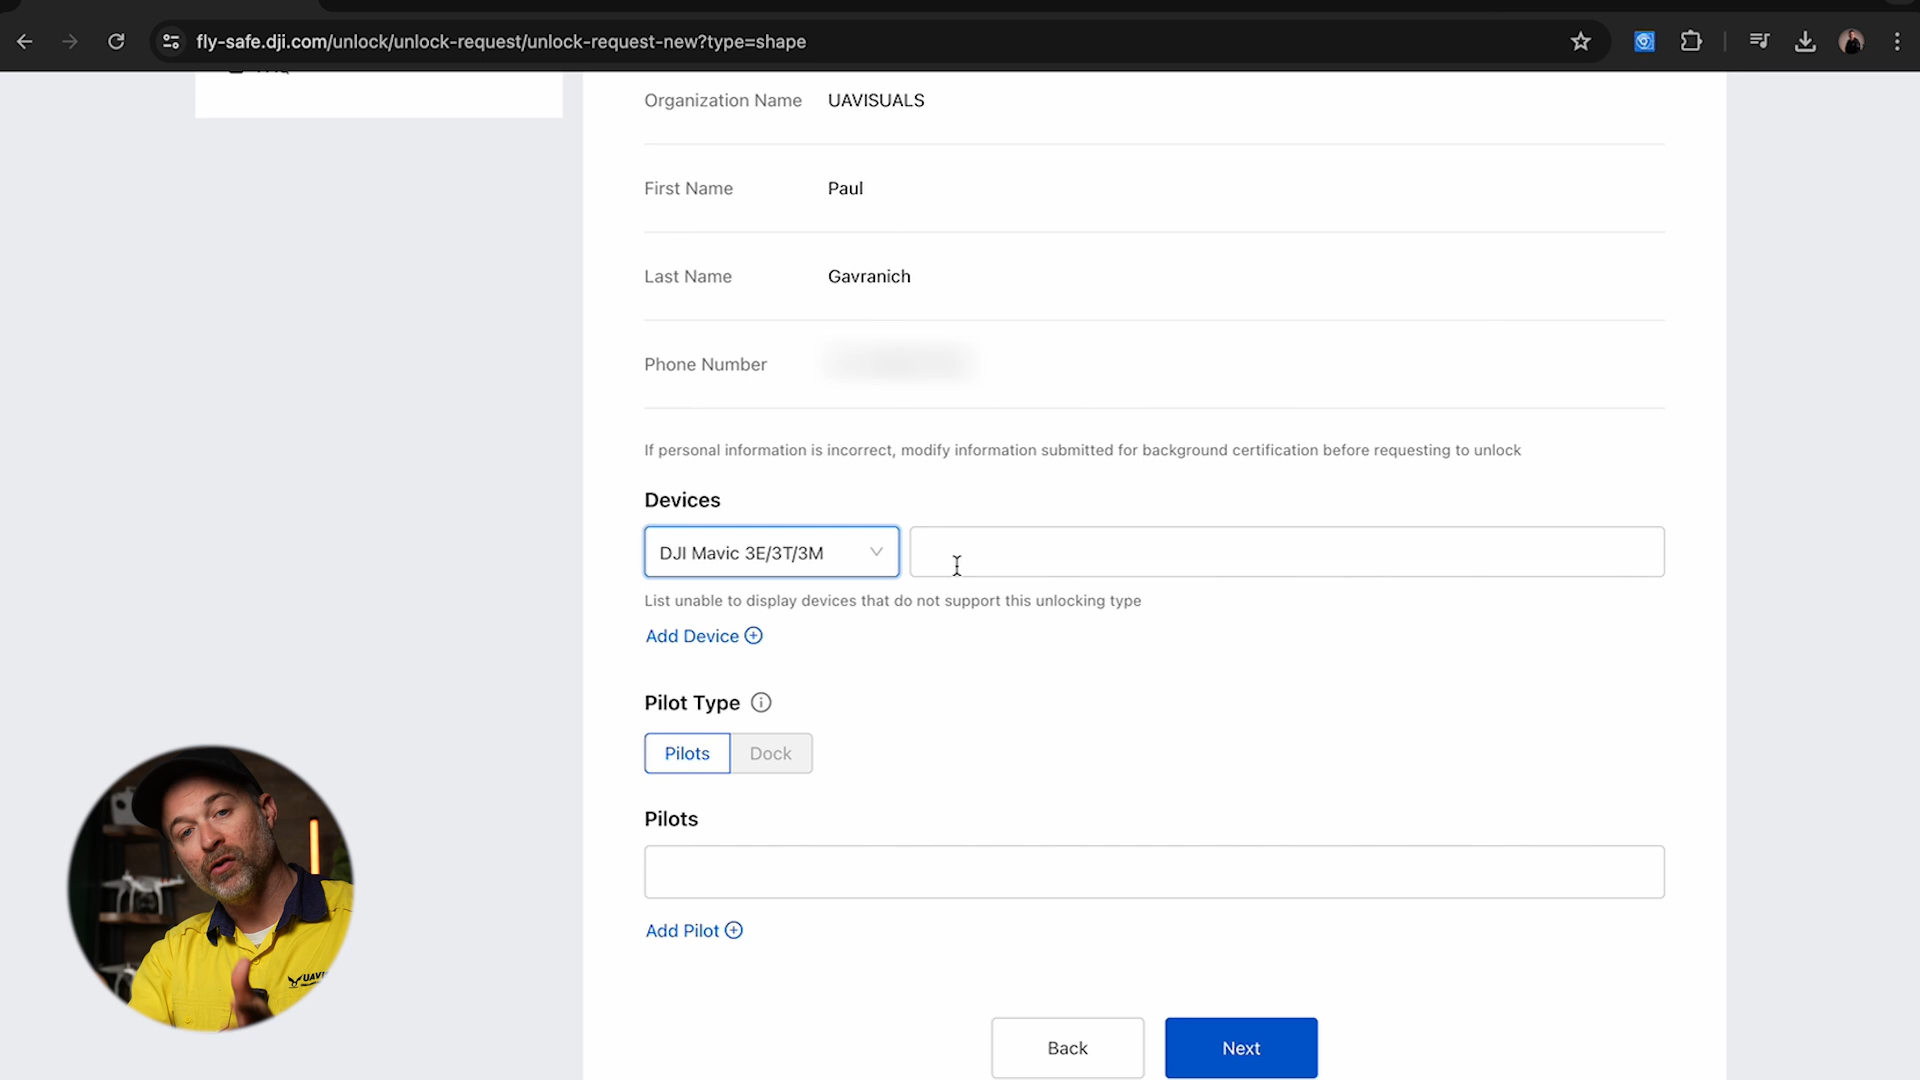 fly-safe.dji.com/unlock/unlock-request/unlock-request-new?type=shape
Organization Name UAVISUALS
First Name Paul
Last Name Gavranich
Phone Number
If personal information is incorrect, modify information submitted for background certification before requesting to unlock
Devices
DJI Mavic 3E/3T/3M
List unable to display devices that do not support this unlocking type
Add Device
Pilot Type
Pilots Dock
Pilots
Add Pilot
Back Next